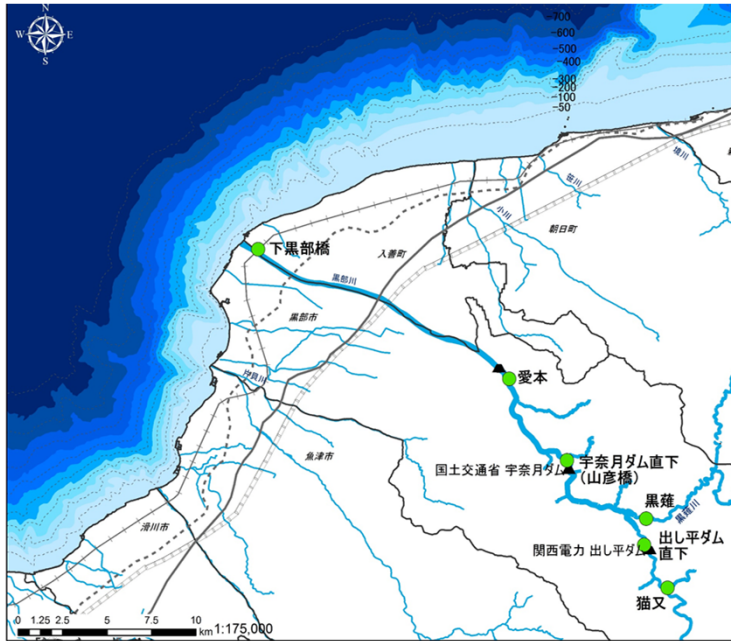 N
W E
S
-700
-600
-500
-400
-300
-200
-100
-50
境川
笹川
小川
朝日町
下黒部橋
入善町
黒部川
黒部市
片貝川
愛本
魚津市
国土交通省 宇奈月ダム
宇奈月ダム直下
(山彦橋)
滑川市
黒薙
黒薙川
関西電力 出し平ダム
出し平ダム
直下
猫又
0 1.25 2.5 5 7.5 10
km
1:175,000